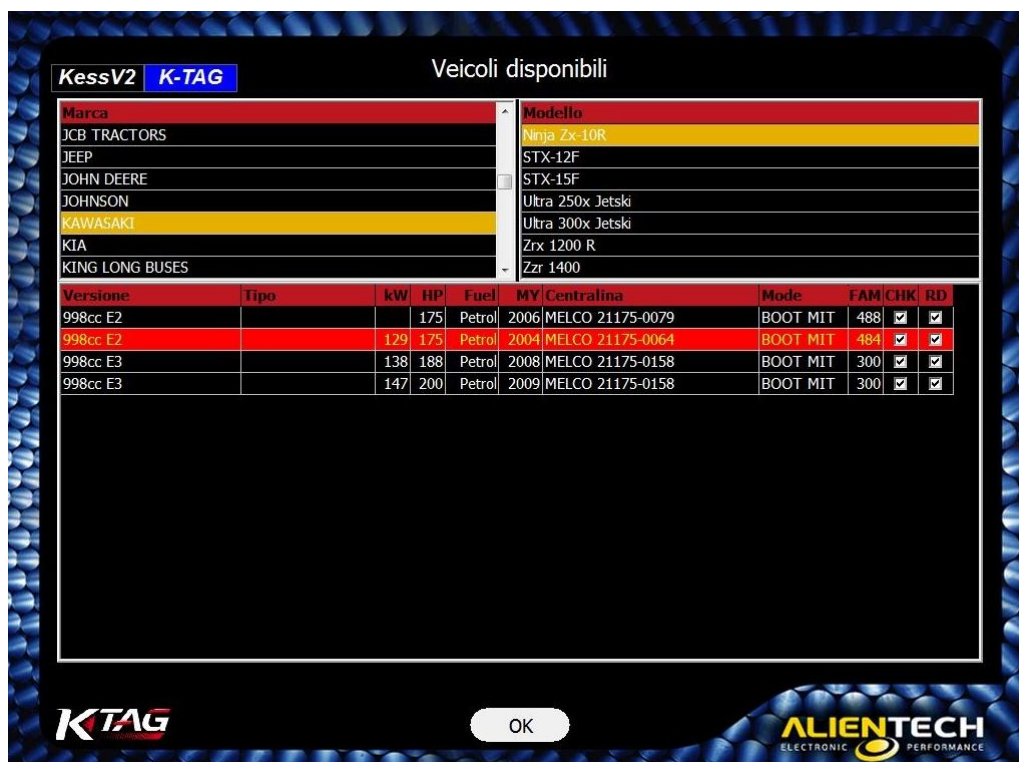 Veicoli disponibili
KessV2 K-TAG
Marca
JCB TRACTORS
JEEP
JOHN DEERE
JOHNSON
KAWASAKI
KIA
KING LONG BUSES
Modello
Ninja Zx-10R
STX-12F
STX-15F
Ultra 250x Jetski
Ultra 300x Jetski
Zrx 1200 R
Zzr 1400
Versione Tipo kW HP Fuel MY Centralina Mode FAM CHK RD
998cc E2 175 Petrol 2006 MELCO 21175-0079 BOOT MIT 488
998cc E2 129 175 Petrol 2004 MELCO 21175-0064 BOOT MIT 484
998cc E3 138 188 Petrol 2008 MELCO 21175-0158 BOOT MIT 300
998cc E3 147 200 Petrol 2009 MELCO 21175-0158 BOOT MIT 300
KTAG
OK
ALIENTECH
ELECTRONIC PERFORMANCE